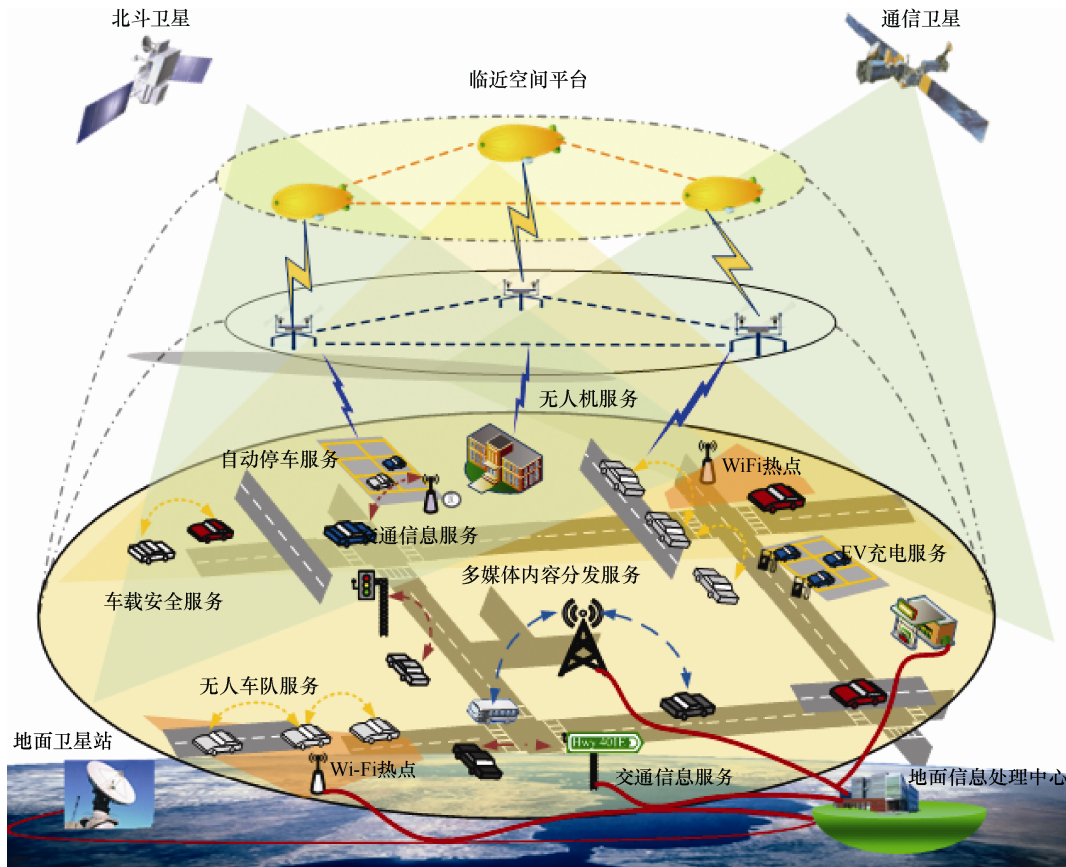 北斗卫星
通信卫星
临近空间平台
无人机服务
自动停车服务
WiFi热点
通信息服务
EV充电服务
多媒体内容分发服务
车载安全服务
无人车队服务
地面卫星站
Hwy 401E
Wi-Fi热点
交通信息服务
地面信息处理中心